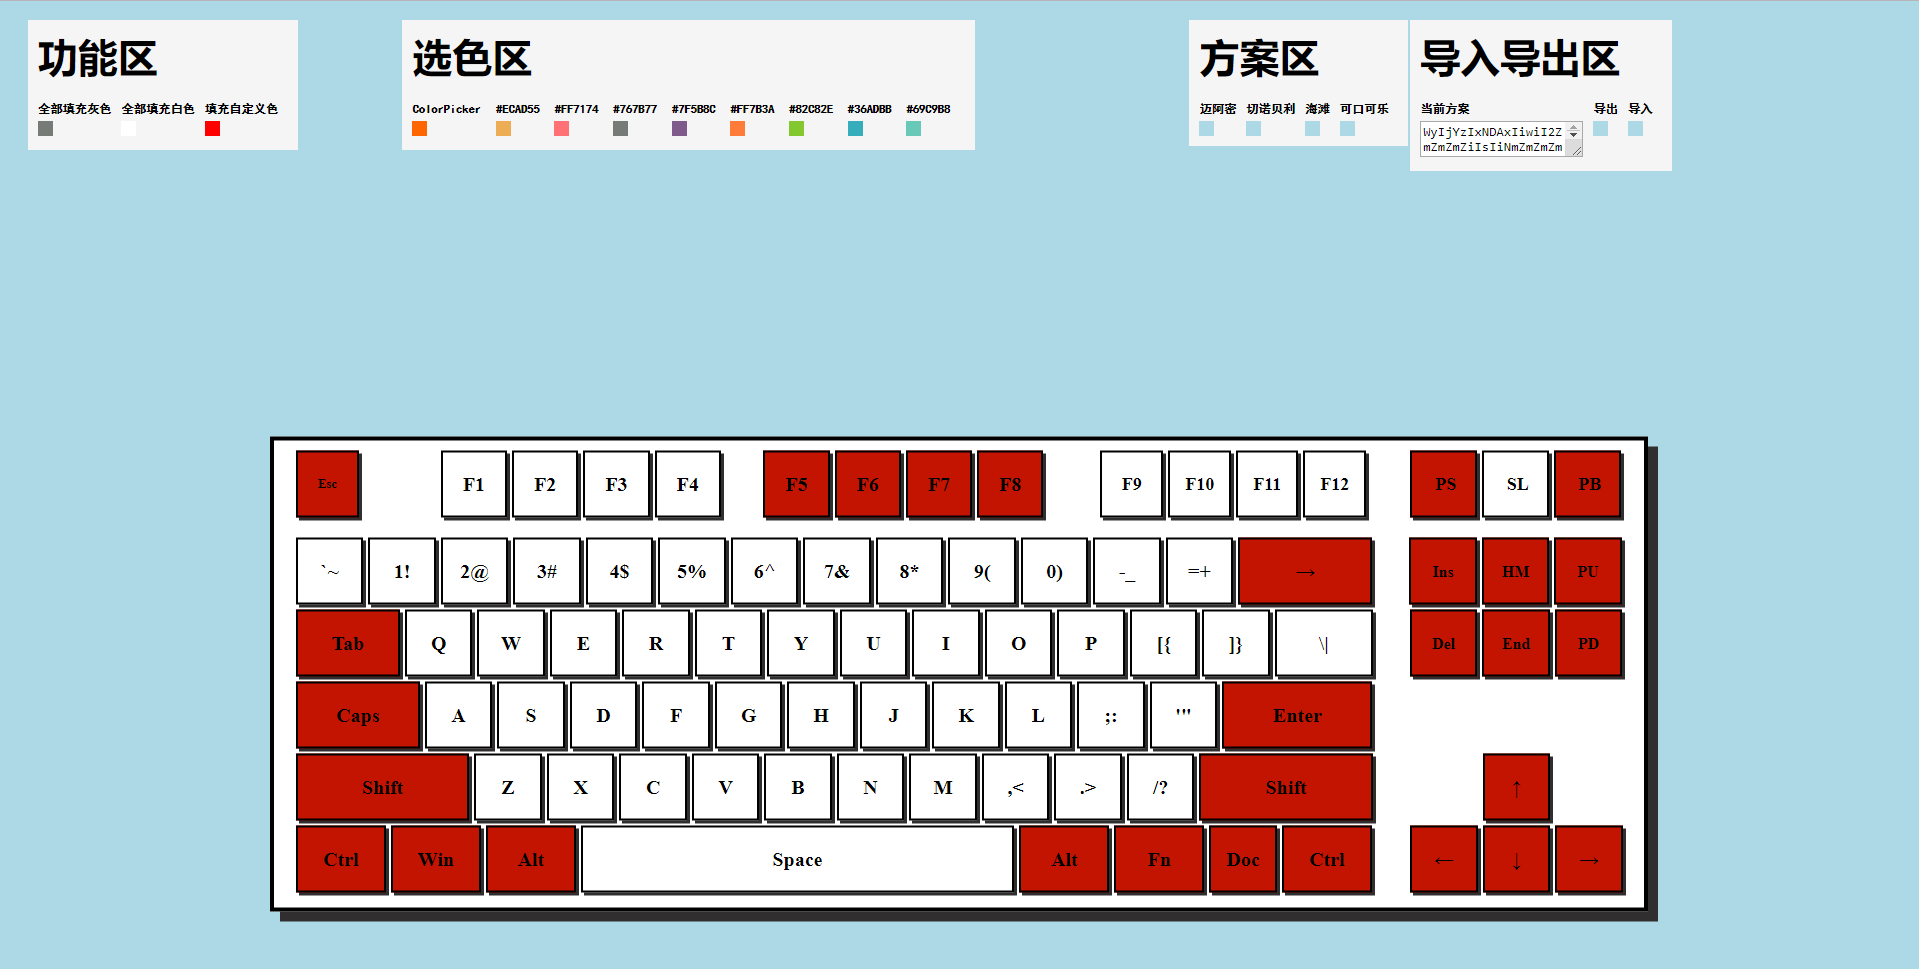 功能区
全部填充灰色 全部填充白色 填充自定义色
选色区
ColorPicker #ECAD55 #FF7174 #767B77 #7F5B8C #FF7B3A #82C82E #36ADBB #69C9B8
方案区
迈阿密 切诺贝利 海滩 可口可乐
导入导出区
当前方案 导出 导入
WyIjYzIxNDAxIiwiI2Z
mZmZmZiIsIiNmZmZmZm
Esc F1 F2 F3 F4 F5 F6 F7 F8 F9 F10 F11 F12 PS SL PB
`~ 1! 2@ 3# 4$ 5% 6^ 7& 8* 9( 0) -_ =+ → Ins HM PU
Tab Q W E R T Y U I O P [{ ]} \| Del End PD
Caps A S D F G H J K L ;: '" Enter
Shift Z X C V B N M ,< .> /? Shift ↑
Ctrl Win Alt Space Alt Fn Doc Ctrl ← ↓ →